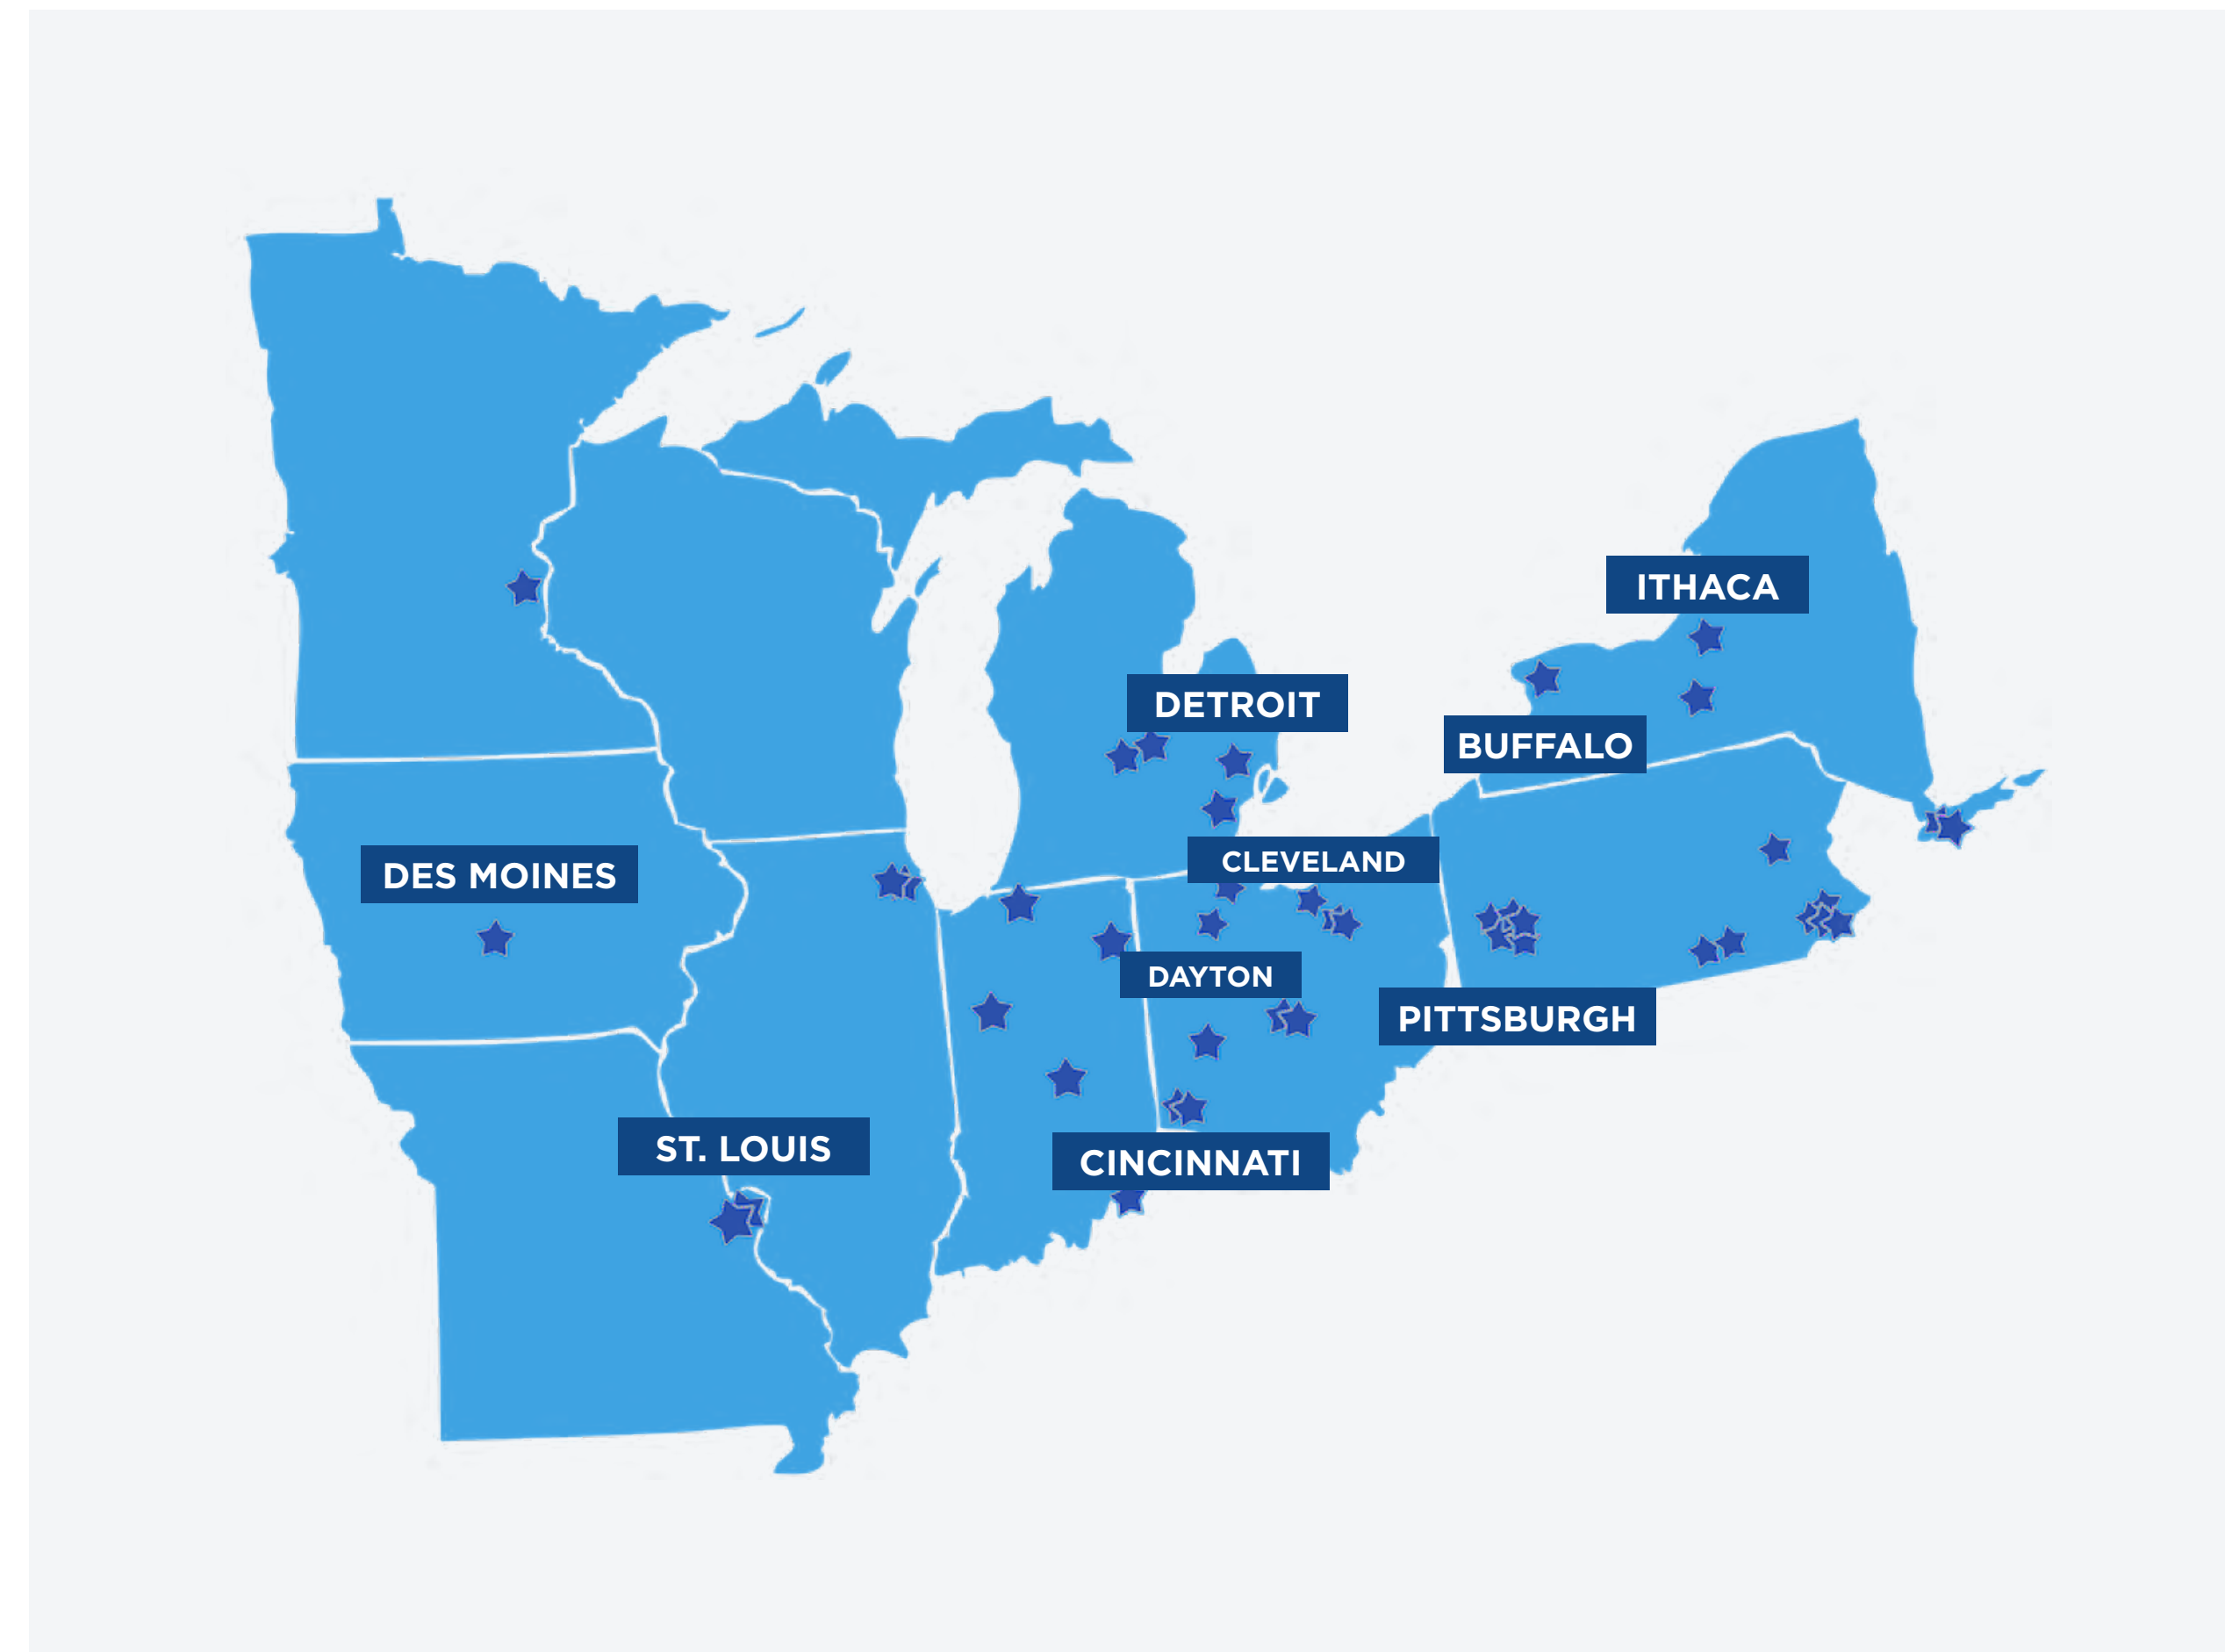 ITHACA
DETROIT
BUFFALO
CLEVELAND
DES MOINES
DAYTON
PITTSBURGH
ST. LOUIS
CINCINNATI